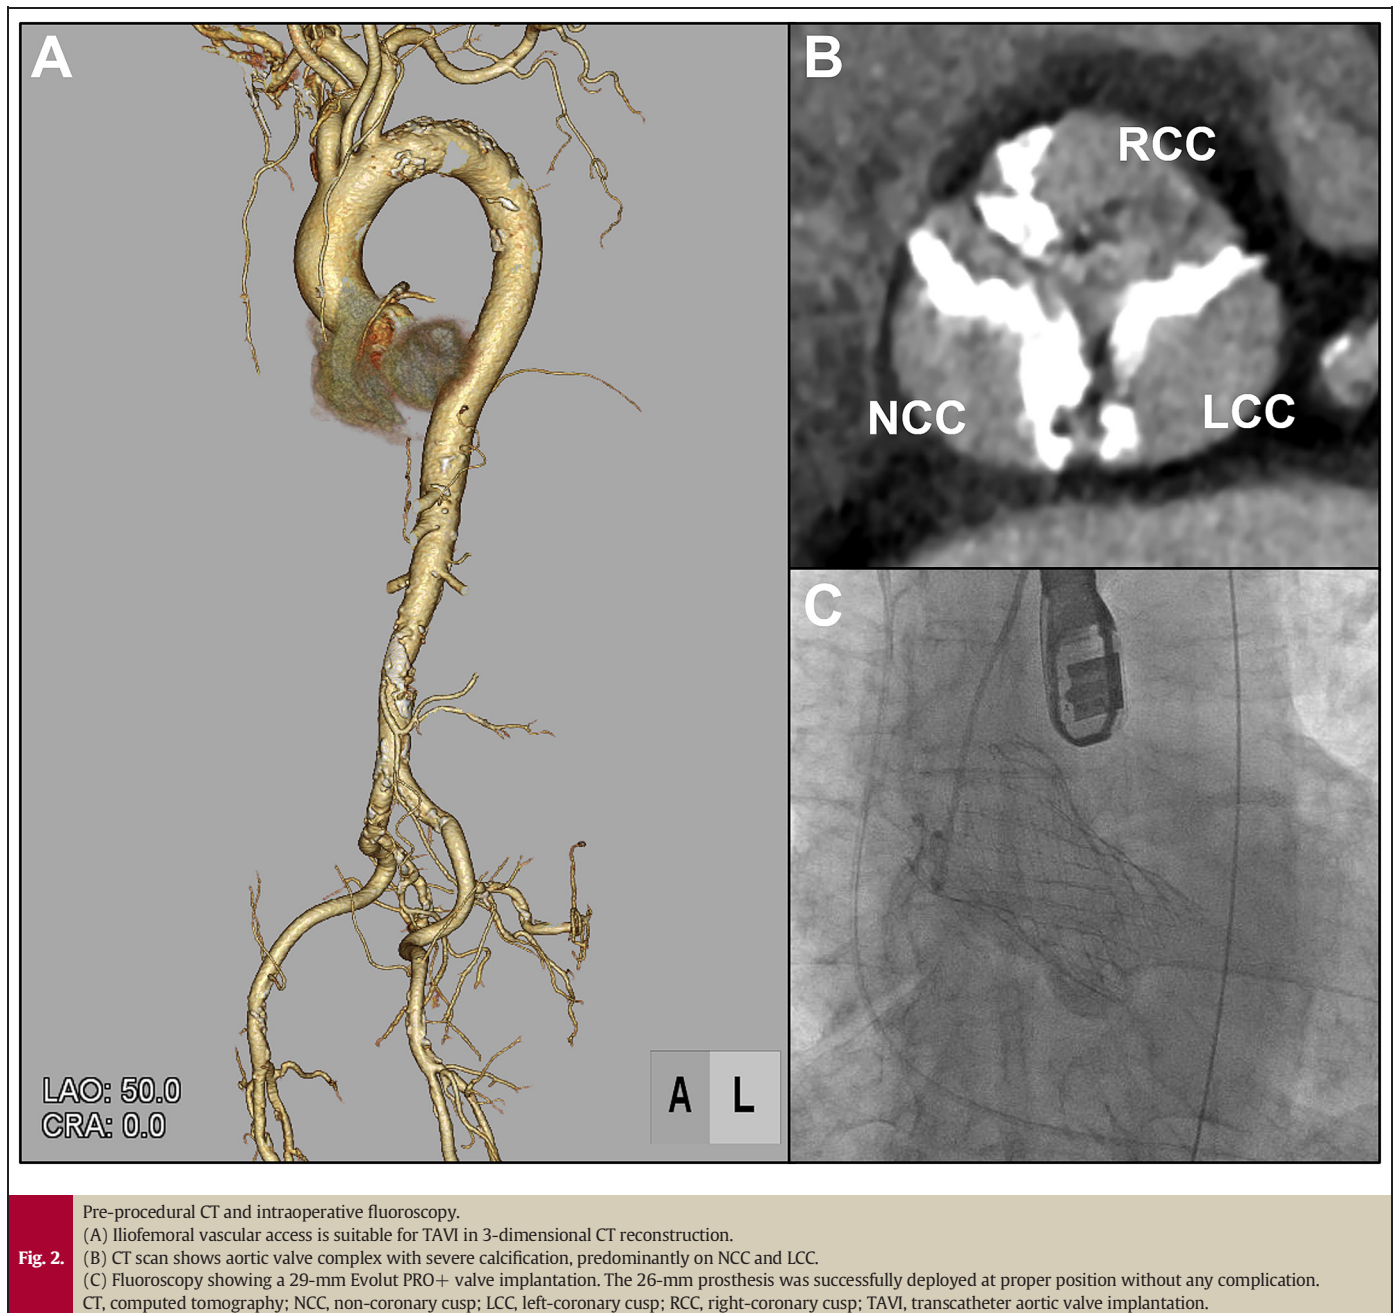 A
B
RCC
NCC
LCC
C
LAO: 50.0
CRA: 0.0
A L
Fig. 2.
Pre-procedural CT and intraoperative fluoroscopy.
(A) Iliofemoral vascular access is suitable for TAVI in 3-dimensional CT reconstruction.
(B) CT scan shows aortic valve complex with severe calcification, predominantly on NCC and LCC.
(C) Fluoroscopy showing a 29-mm Evolut PRO+ valve implantation. The 26-mm prosthesis was successfully deployed at proper position without any complication.
CT, computed tomography; NCC, non-coronary cusp; LCC, left-coronary cusp; RCC, right-coronary cusp; TAVI, transcatheter aortic valve implantation.